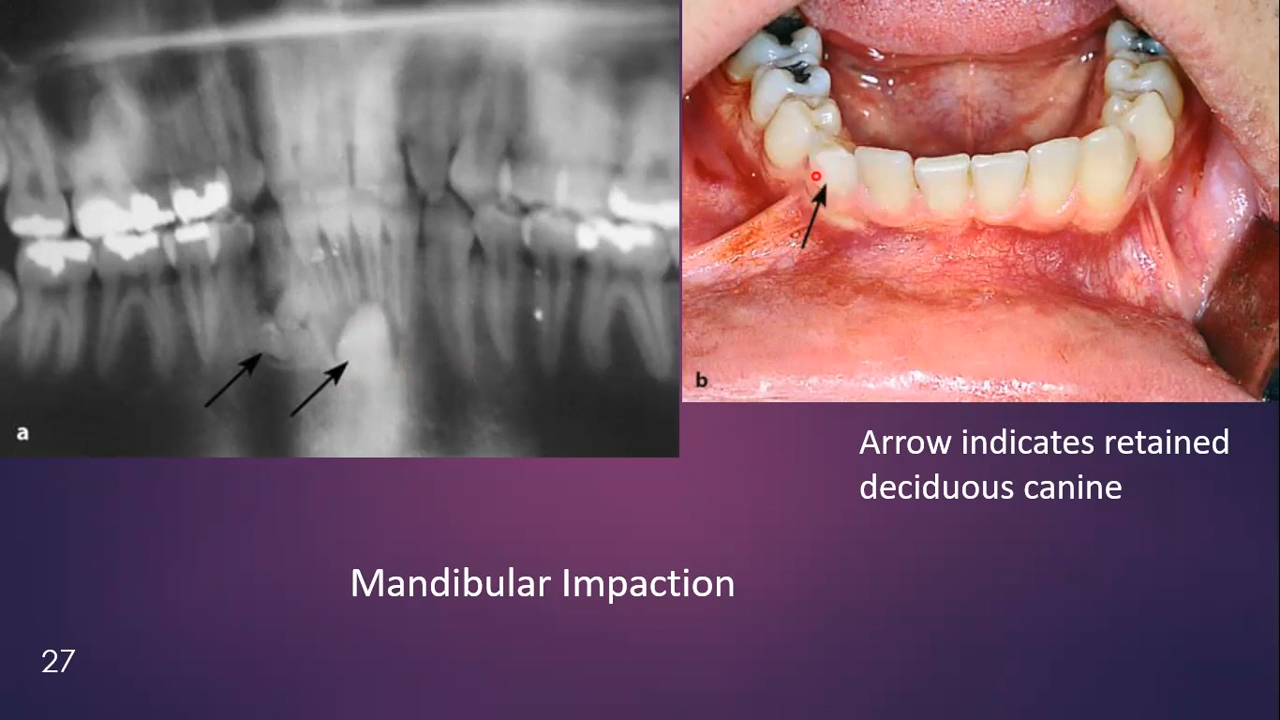 a
b
Arrow indicates retained
deciduous canine
Mandibular Impaction
27